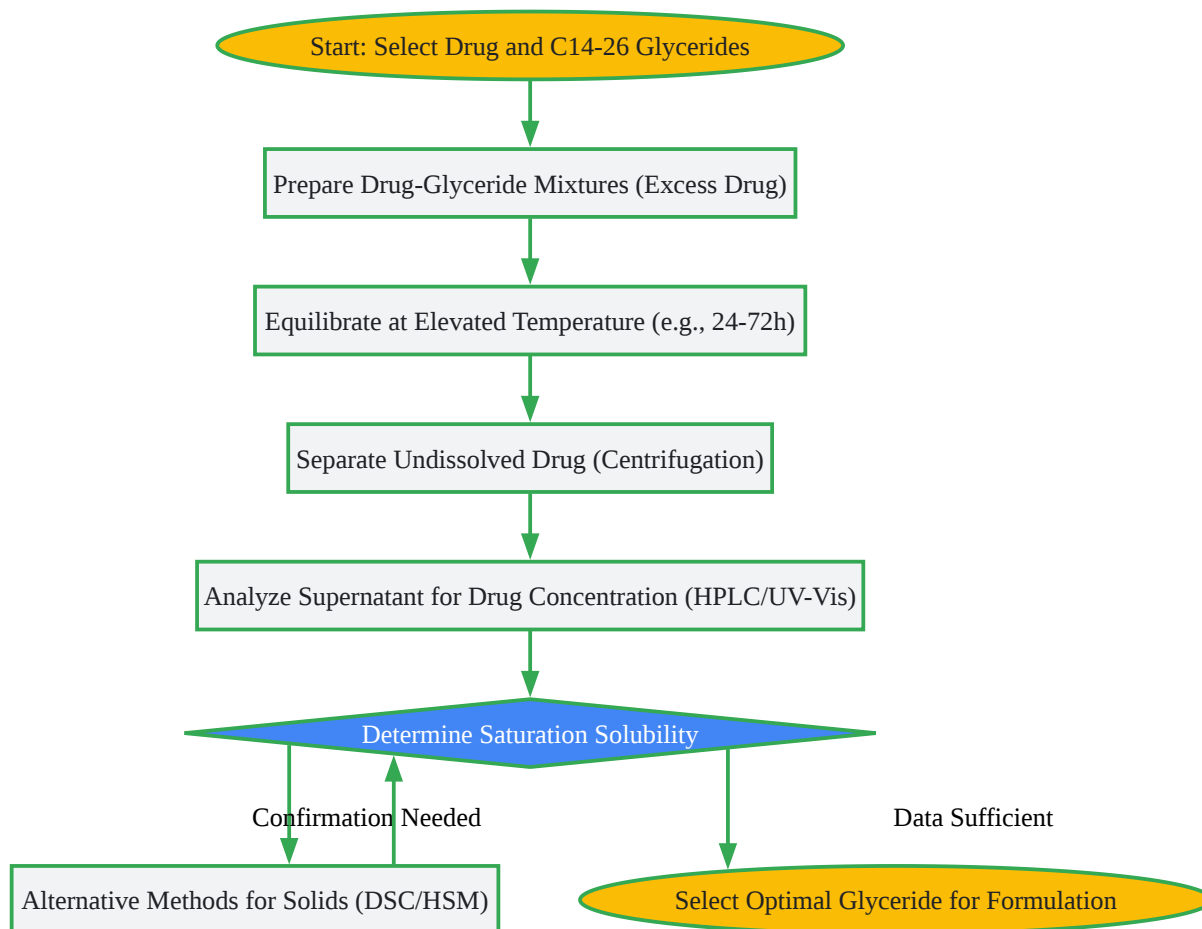 Start: Select Drug and C14-26 Glycerides
Prepare Drug-Glyceride Mixtures (Excess Drug)
Equilibrate at Elevated Temperature (e.g., 24-72h)
Separate Undissolved Drug (Centrifugation)
Analyze Supernatant for Drug Concentration (HPLC/UV-Vis)
Determine Saturation Solubility
Confirmation Needed
Data Sufficient
Alternative Methods for Solids (DSC/HSM)
Select Optimal Glyceride for Formulation